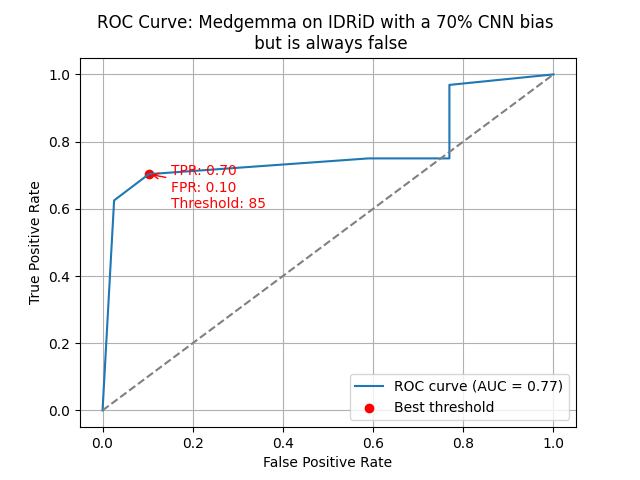 ROC Curve: Medgemma on IDRiD with a 70% CNN bias
but is always false
1.0
0.8
0.6
0.4
0.2
0.0
True Positive Rate
TPR: 0.70
FPR: 0.10
Threshold: 85
ROC curve (AUC = 0.77)
Best threshold
0.0
0.2
0.4
0.6
0.8
1.0
False Positive Rate